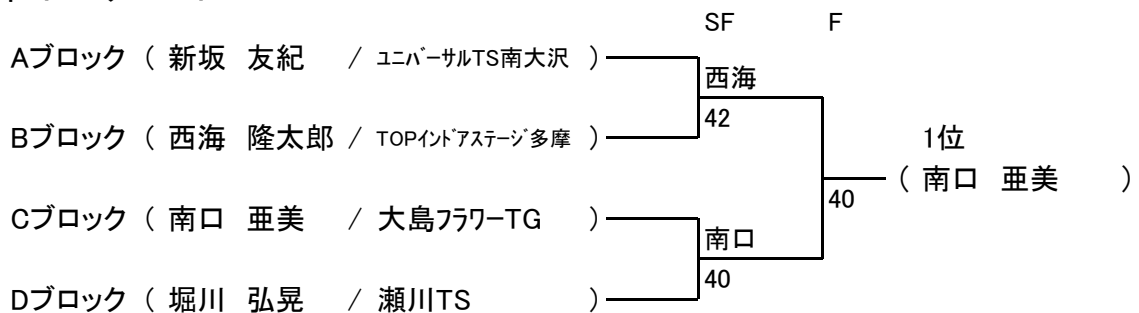 SF F
Aブロック ( 新坂 友紀 / ﾕﾆﾊﾞｰｻﾙTS南大沢 )
西海
42
Bブロック ( 西海 隆太郎 / TOPｲﾝﾄﾞｱｽﾃｰｼﾞ多摩 )
1位
( 南口 亜美 )
40
Cブロック ( 南口 亜美 / 大島ﾌﾗﾜｰTG )
南口
40
Dブロック ( 堀川 弘晃 / 瀬川TS )